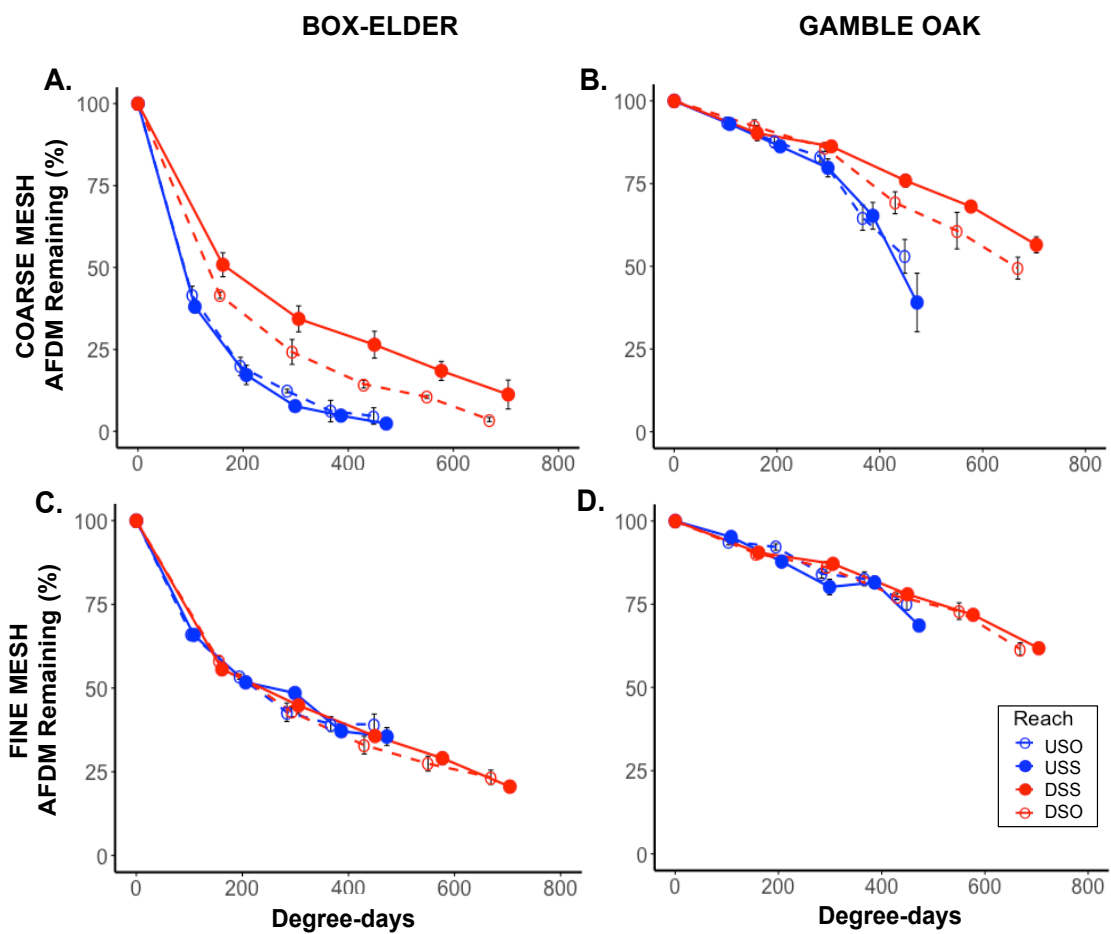 BOX-ELDER
GAMBLE OAK
A.
B.
COARSE MESH
AFDM Remaining (%)
100
75
50
25
0
0 200 400 600 800
100
75
50
25
0
0 200 400 600 800
C.
D.
FINE MESH
AFDM Remaining (%)
100
75
50
25
0
0 200 400 600 800
Degree-days
100
75
50
25
0
0 200 400 600 800
Degree-days
Reach
USO
USS
DSS
DSO